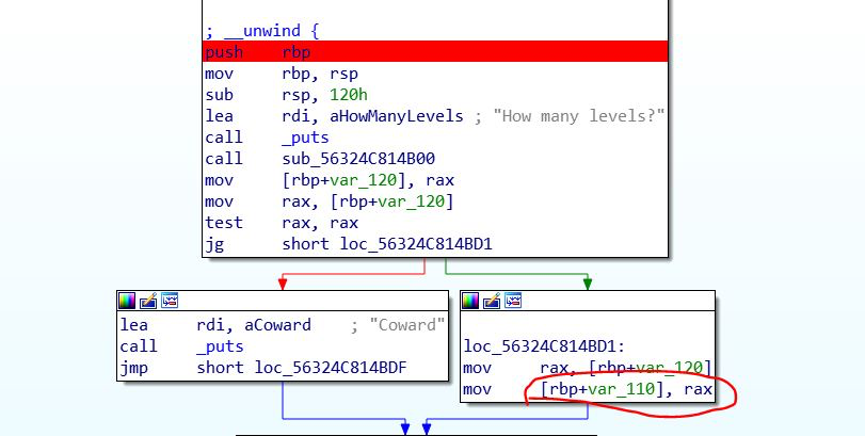 ; __unwind {
push rbp
mov rbp, rsp
sub rsp, 120h
lea rdi, aHowManyLevels ; "How many levels?"
call _puts
call sub_56324C814B00
mov [rbp+var_120], rax
mov rax, [rbp+var_120]
test rax, rax
jg short loc_56324C814BD1
lea rdi, aCoward ; "Coward"
call _puts
jmp short loc_56324C814BDF
loc_56324C814BD1:
mov rax, [rbp+var_120]
mov [rbp+var_110], rax